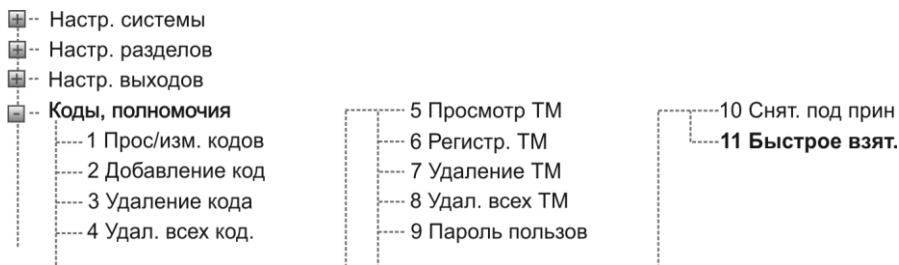 Настр. системы
Настр. разделов
Настр. выходов
Коды, полномочия
1 Прос/изм. кодов
2 Добавление код
3 Удаление кода
4 Удал. всех код.
5 Просмотр ТМ
6 Регистр. ТМ
7 Удаление ТМ
8 Удал. всех ТМ
9 Пароль пользов
10 Снят. под прин
11 Быстрое взят.